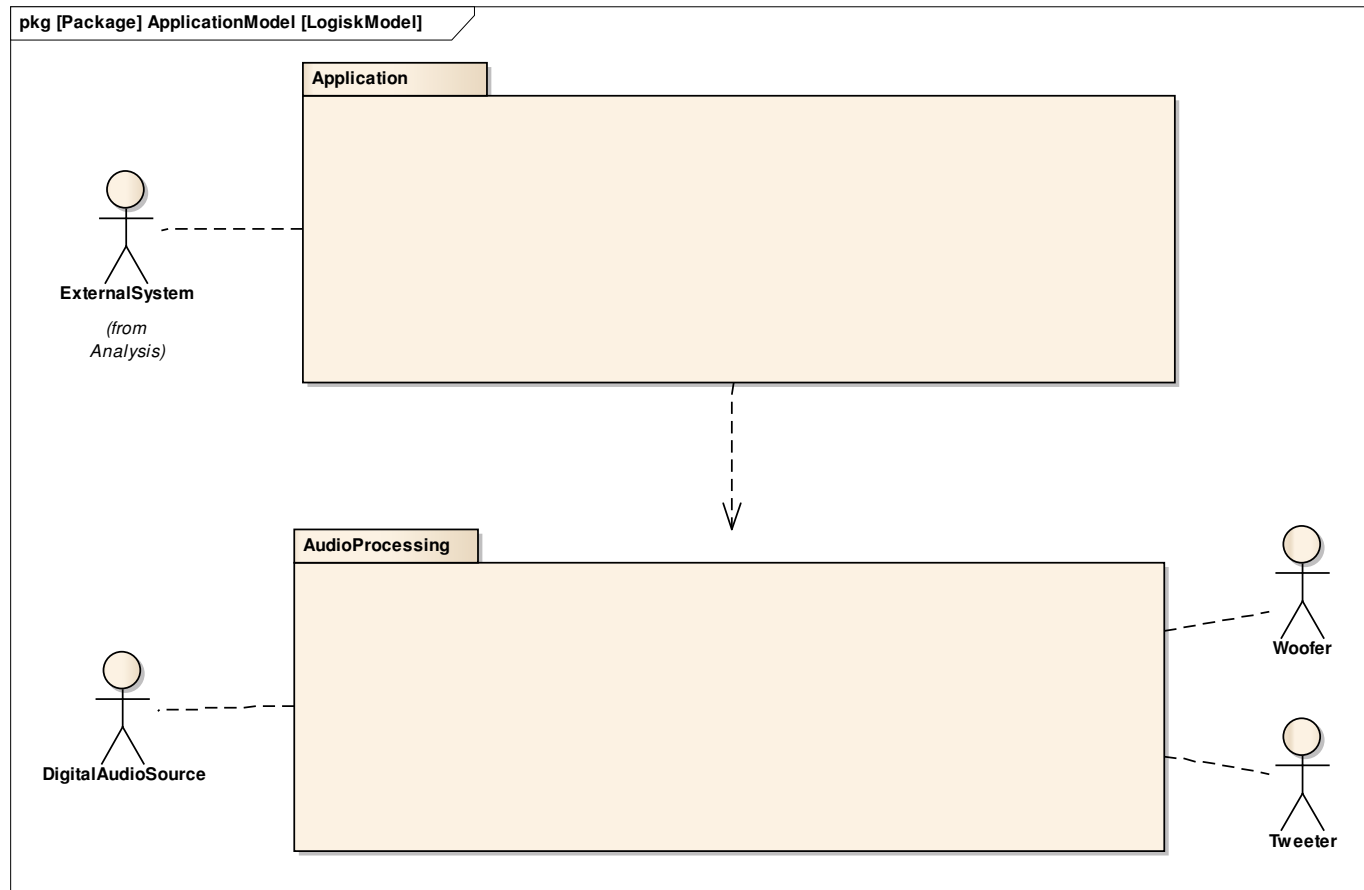 pkg [Package] ApplicationModel [LogiskModel]
Application
ExternalSystem
(from
Analysis)
AudioProcessing
Woofer
DigitalAudioSource
Tweeter